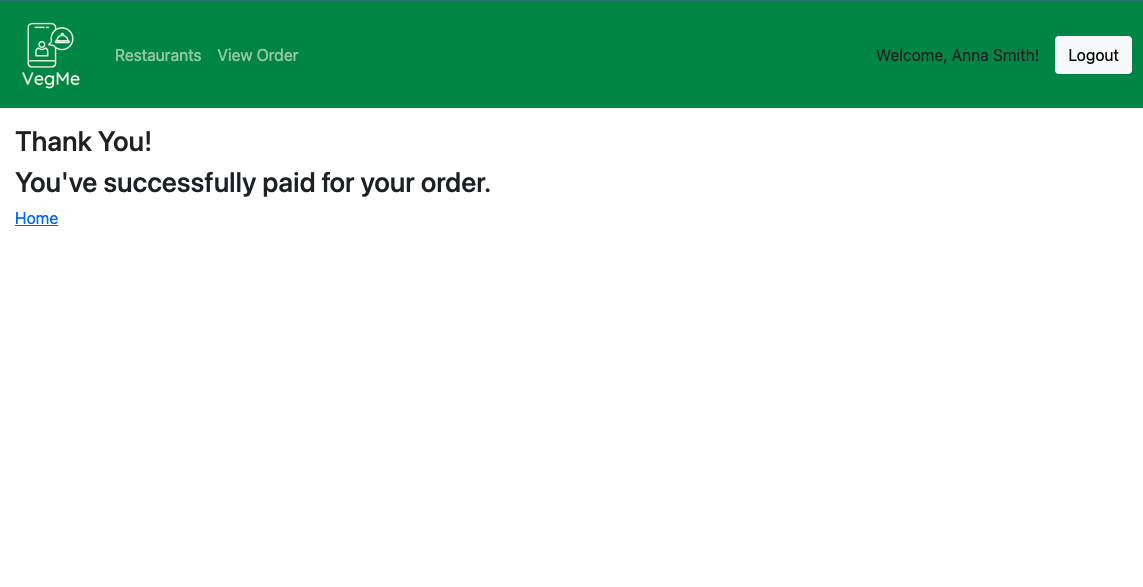 VegMe
Restaurants View Order
Welcome, Anna Smith! Logout
Thank You!
You've successfully paid for your order.
Home